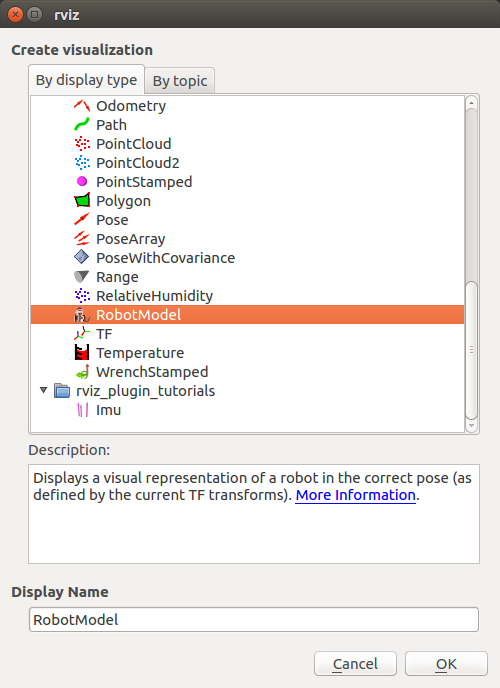 rviz
Create visualization
By display type
By topic
Odometry
Path
PointCloud
PointCloud2
PointStamped
Polygon
Pose
PoseArray
PoseWithCovariance
Range
RelativeHumidity
RobotModel
TF
Temperature
WrenchStamped
rviz_plugin_tutorials
Imu
Description:
Displays a visual representation of a robot in the correct pose (as
defined by the current TF transforms). More Information.
Display Name
RobotModel
Cancel
OK